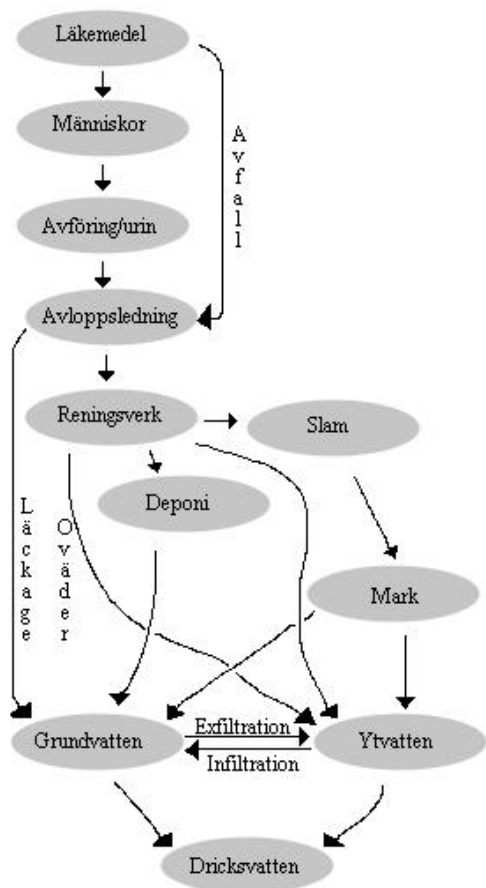 Läkemedel
Människor
Avfall
Avföring/urin
Avloppsledning
Reningsverk
Slam
Deponi
Läckage
Oväder
Mark
Exfiltration
Grundvatten
Ytvatten
Infiltration
Dricksvatten